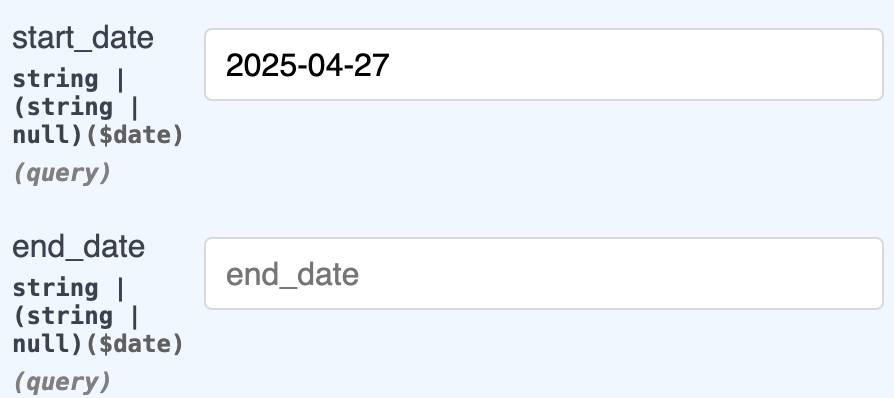 start_date
2025-04-27
string |
(string |
null)($date)
(query)
end_date
end_date
string |
(string |
null)($date)
(query)